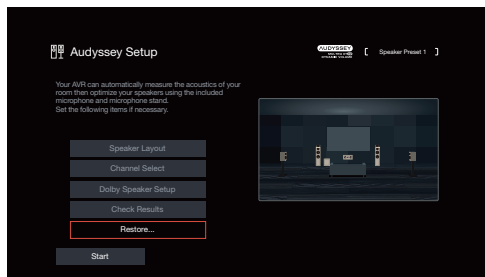 Audyssey Setup
AUDYSSEY
DYNAMIC VOLUME
[ Speaker Preset 1 ]
Your AVR can automatically measure the acoustics of your
room then optimize your speakers using the included
microphone and microphone stand.
Set the following items if necessary.
Speaker Layout
Channel Select
Dolby Speaker Setup
Check Results
Restore...
Start